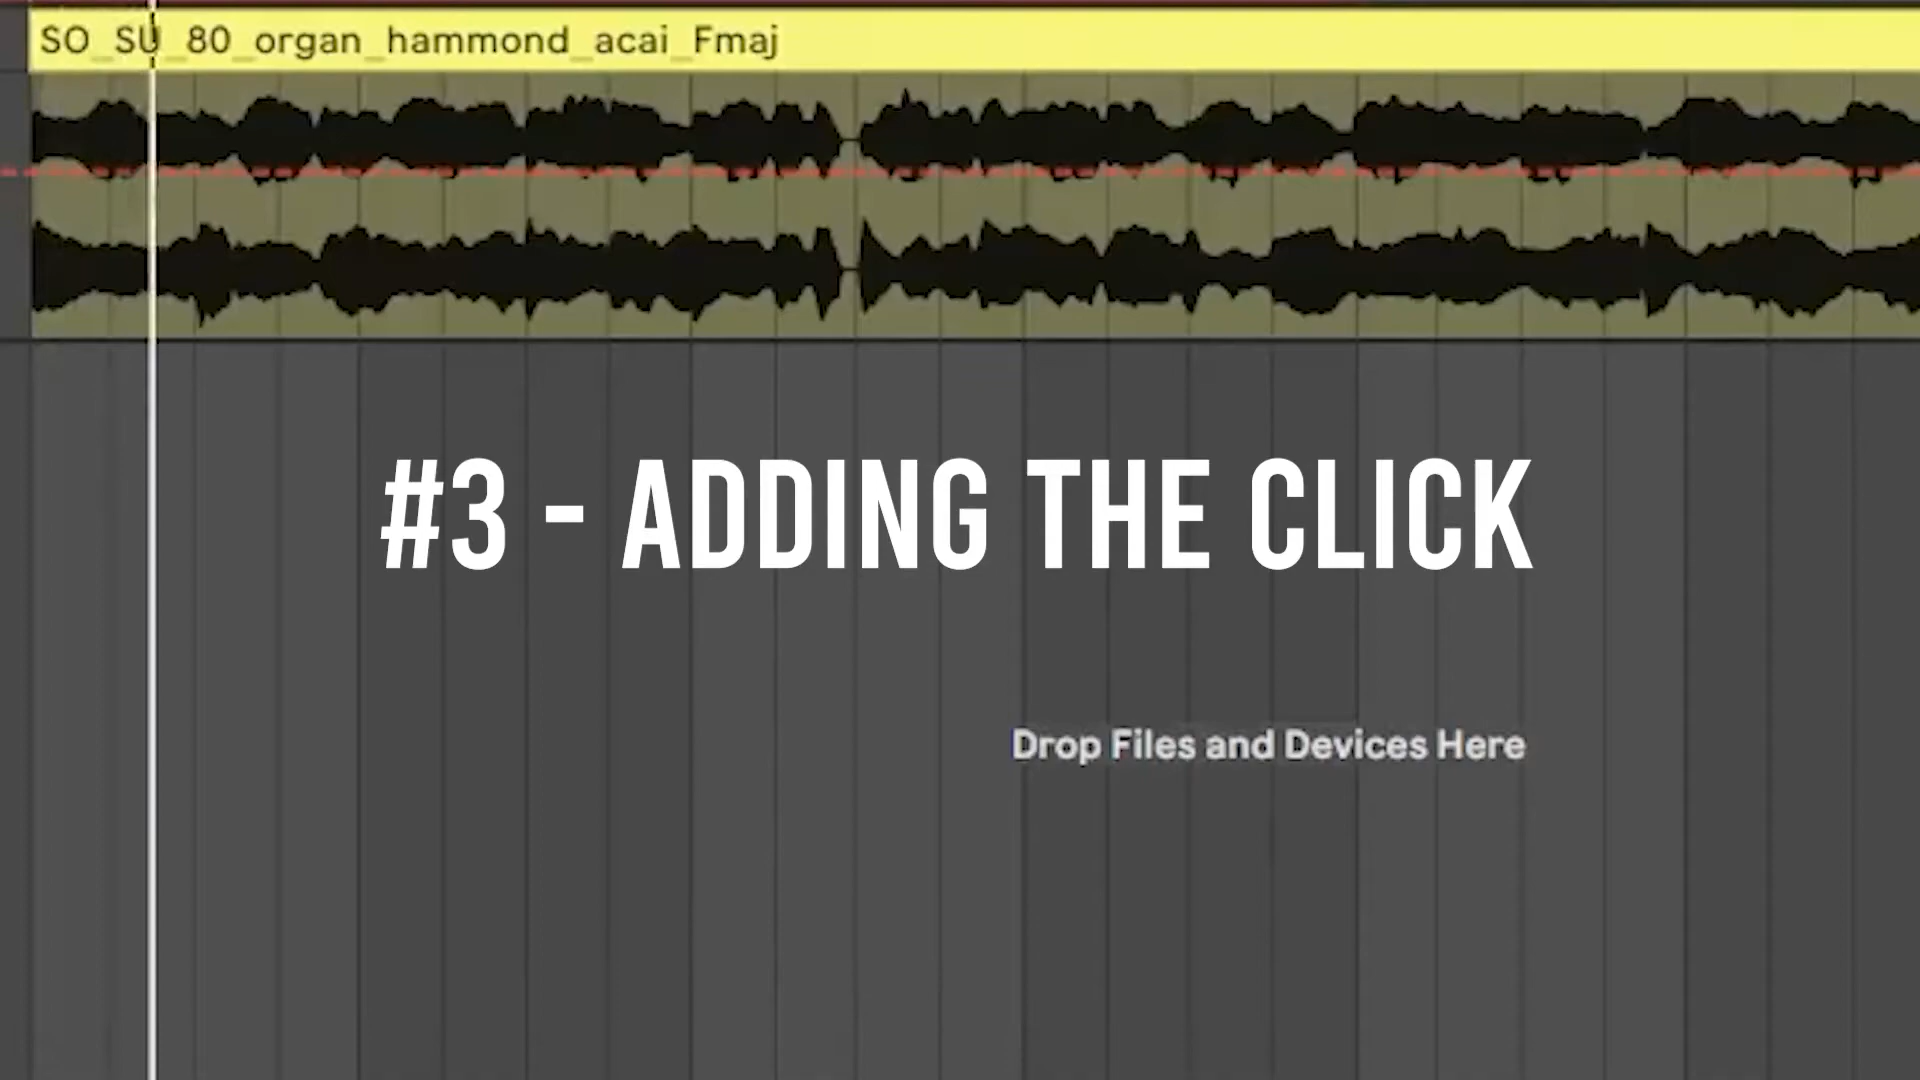 SO_SU_80_organ_hammond_acai_Fmaj
#3 - ADDING THE CLICK
Drop Files and Devices Here